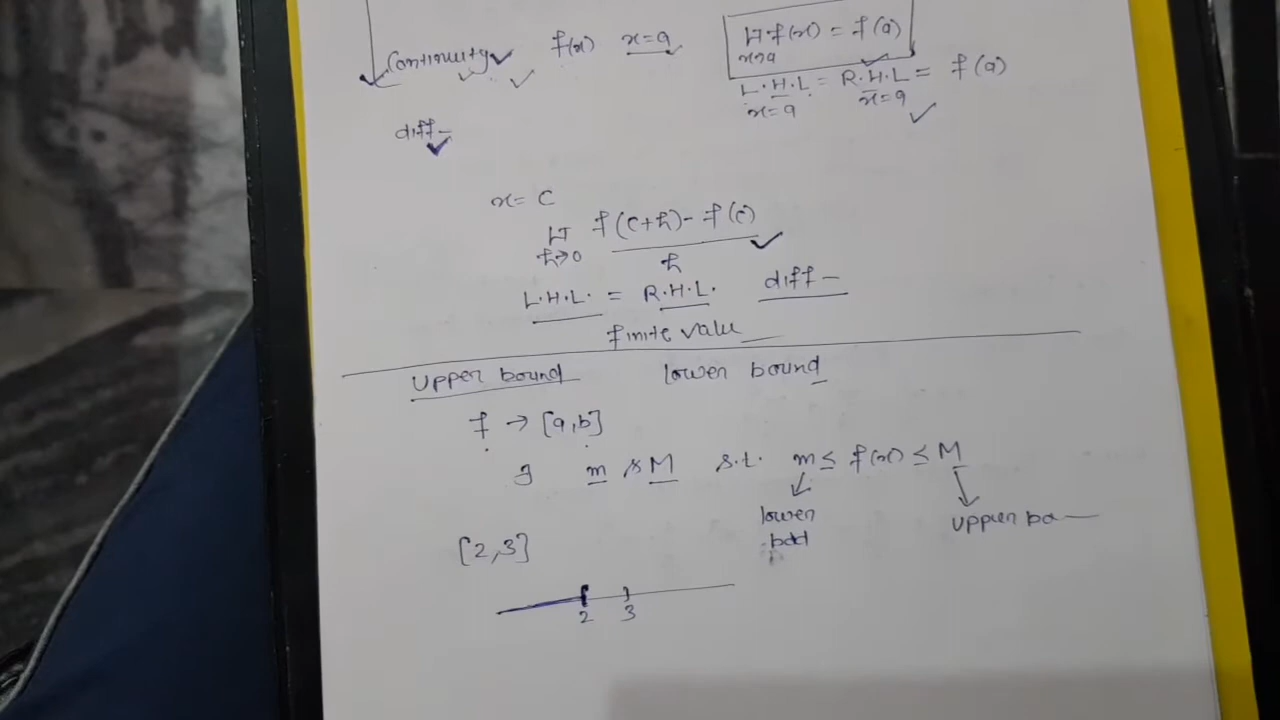 Continuity f(x) x=a Lt f(x) = f(a)
x→a
L.H.L = R.H.L = f(a)
x=a x=a
diff-
x= c
Lt f(c+h)- f(c)
h→0 h
L.H.L. = R.H.L. diff-
finite value
upper bound lower bound
f → [a,b]
∃ m & M s.t. m ≤ f(x) ≤ M
lower upper bo-
bdd
[2,3]
2 3